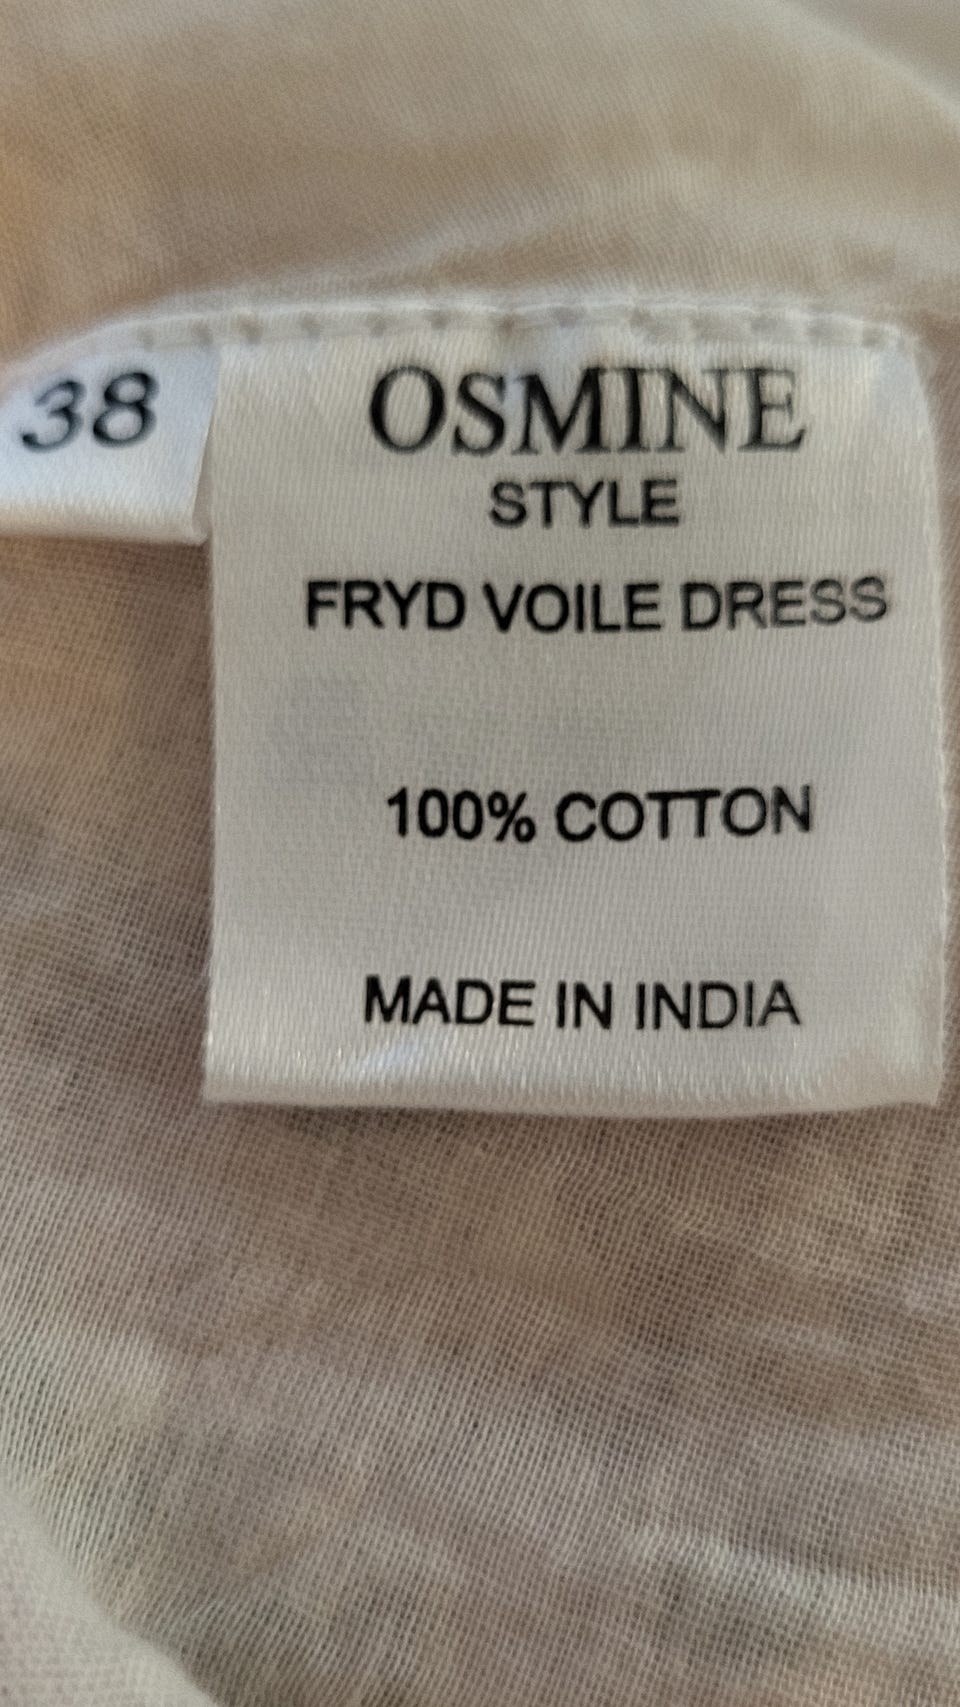 38
OSMINE
STYLE
FRYD VOILE DRESS
100% COTTON
MADE IN INDIA